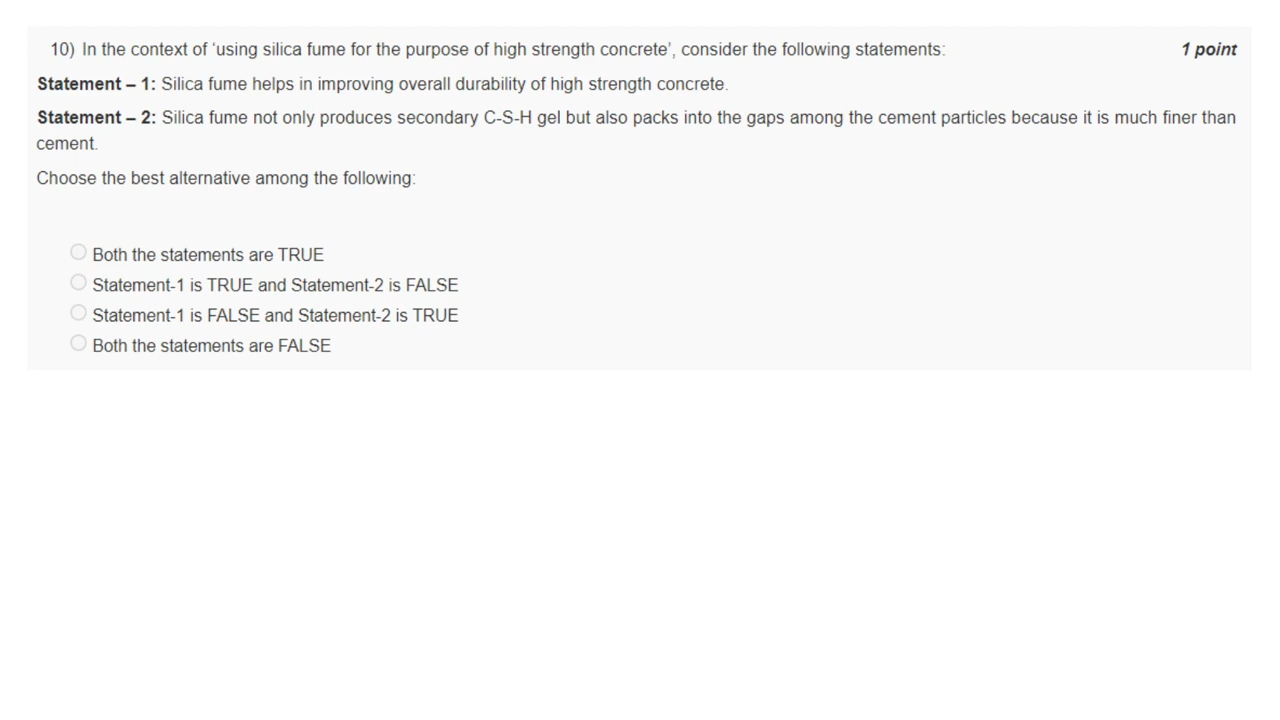 10) In the context of ‘using silica fume for the purpose of high strength concrete’, consider the following statements: 1 point
Statement – 1: Silica fume helps in improving overall durability of high strength concrete.
Statement – 2: Silica fume not only produces secondary C-S-H gel but also packs into the gaps among the cement particles because it is much finer than
cement.
Choose the best alternative among the following:
Both the statements are TRUE
Statement-1 is TRUE and Statement-2 is FALSE
Statement-1 is FALSE and Statement-2 is TRUE
Both the statements are FALSE